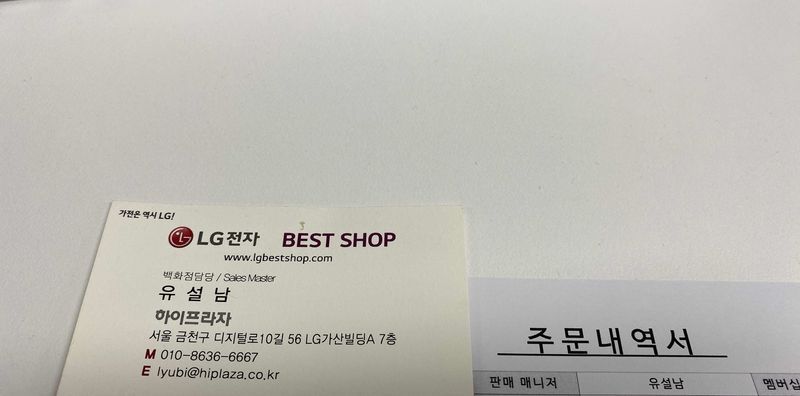 가전은 역시 LG!
LG전자 BEST SHOP
www.lgbestshop.com
백화점담당 / Sales Master
유 설 남
하이프라자
서울 금천구 디지털로10길 56 LG가산빌딩A 7층
M 010-8636-6667
E lyubi@hiplaza.co.kr
주문내역서
판매 매니저 유설남 멤버십